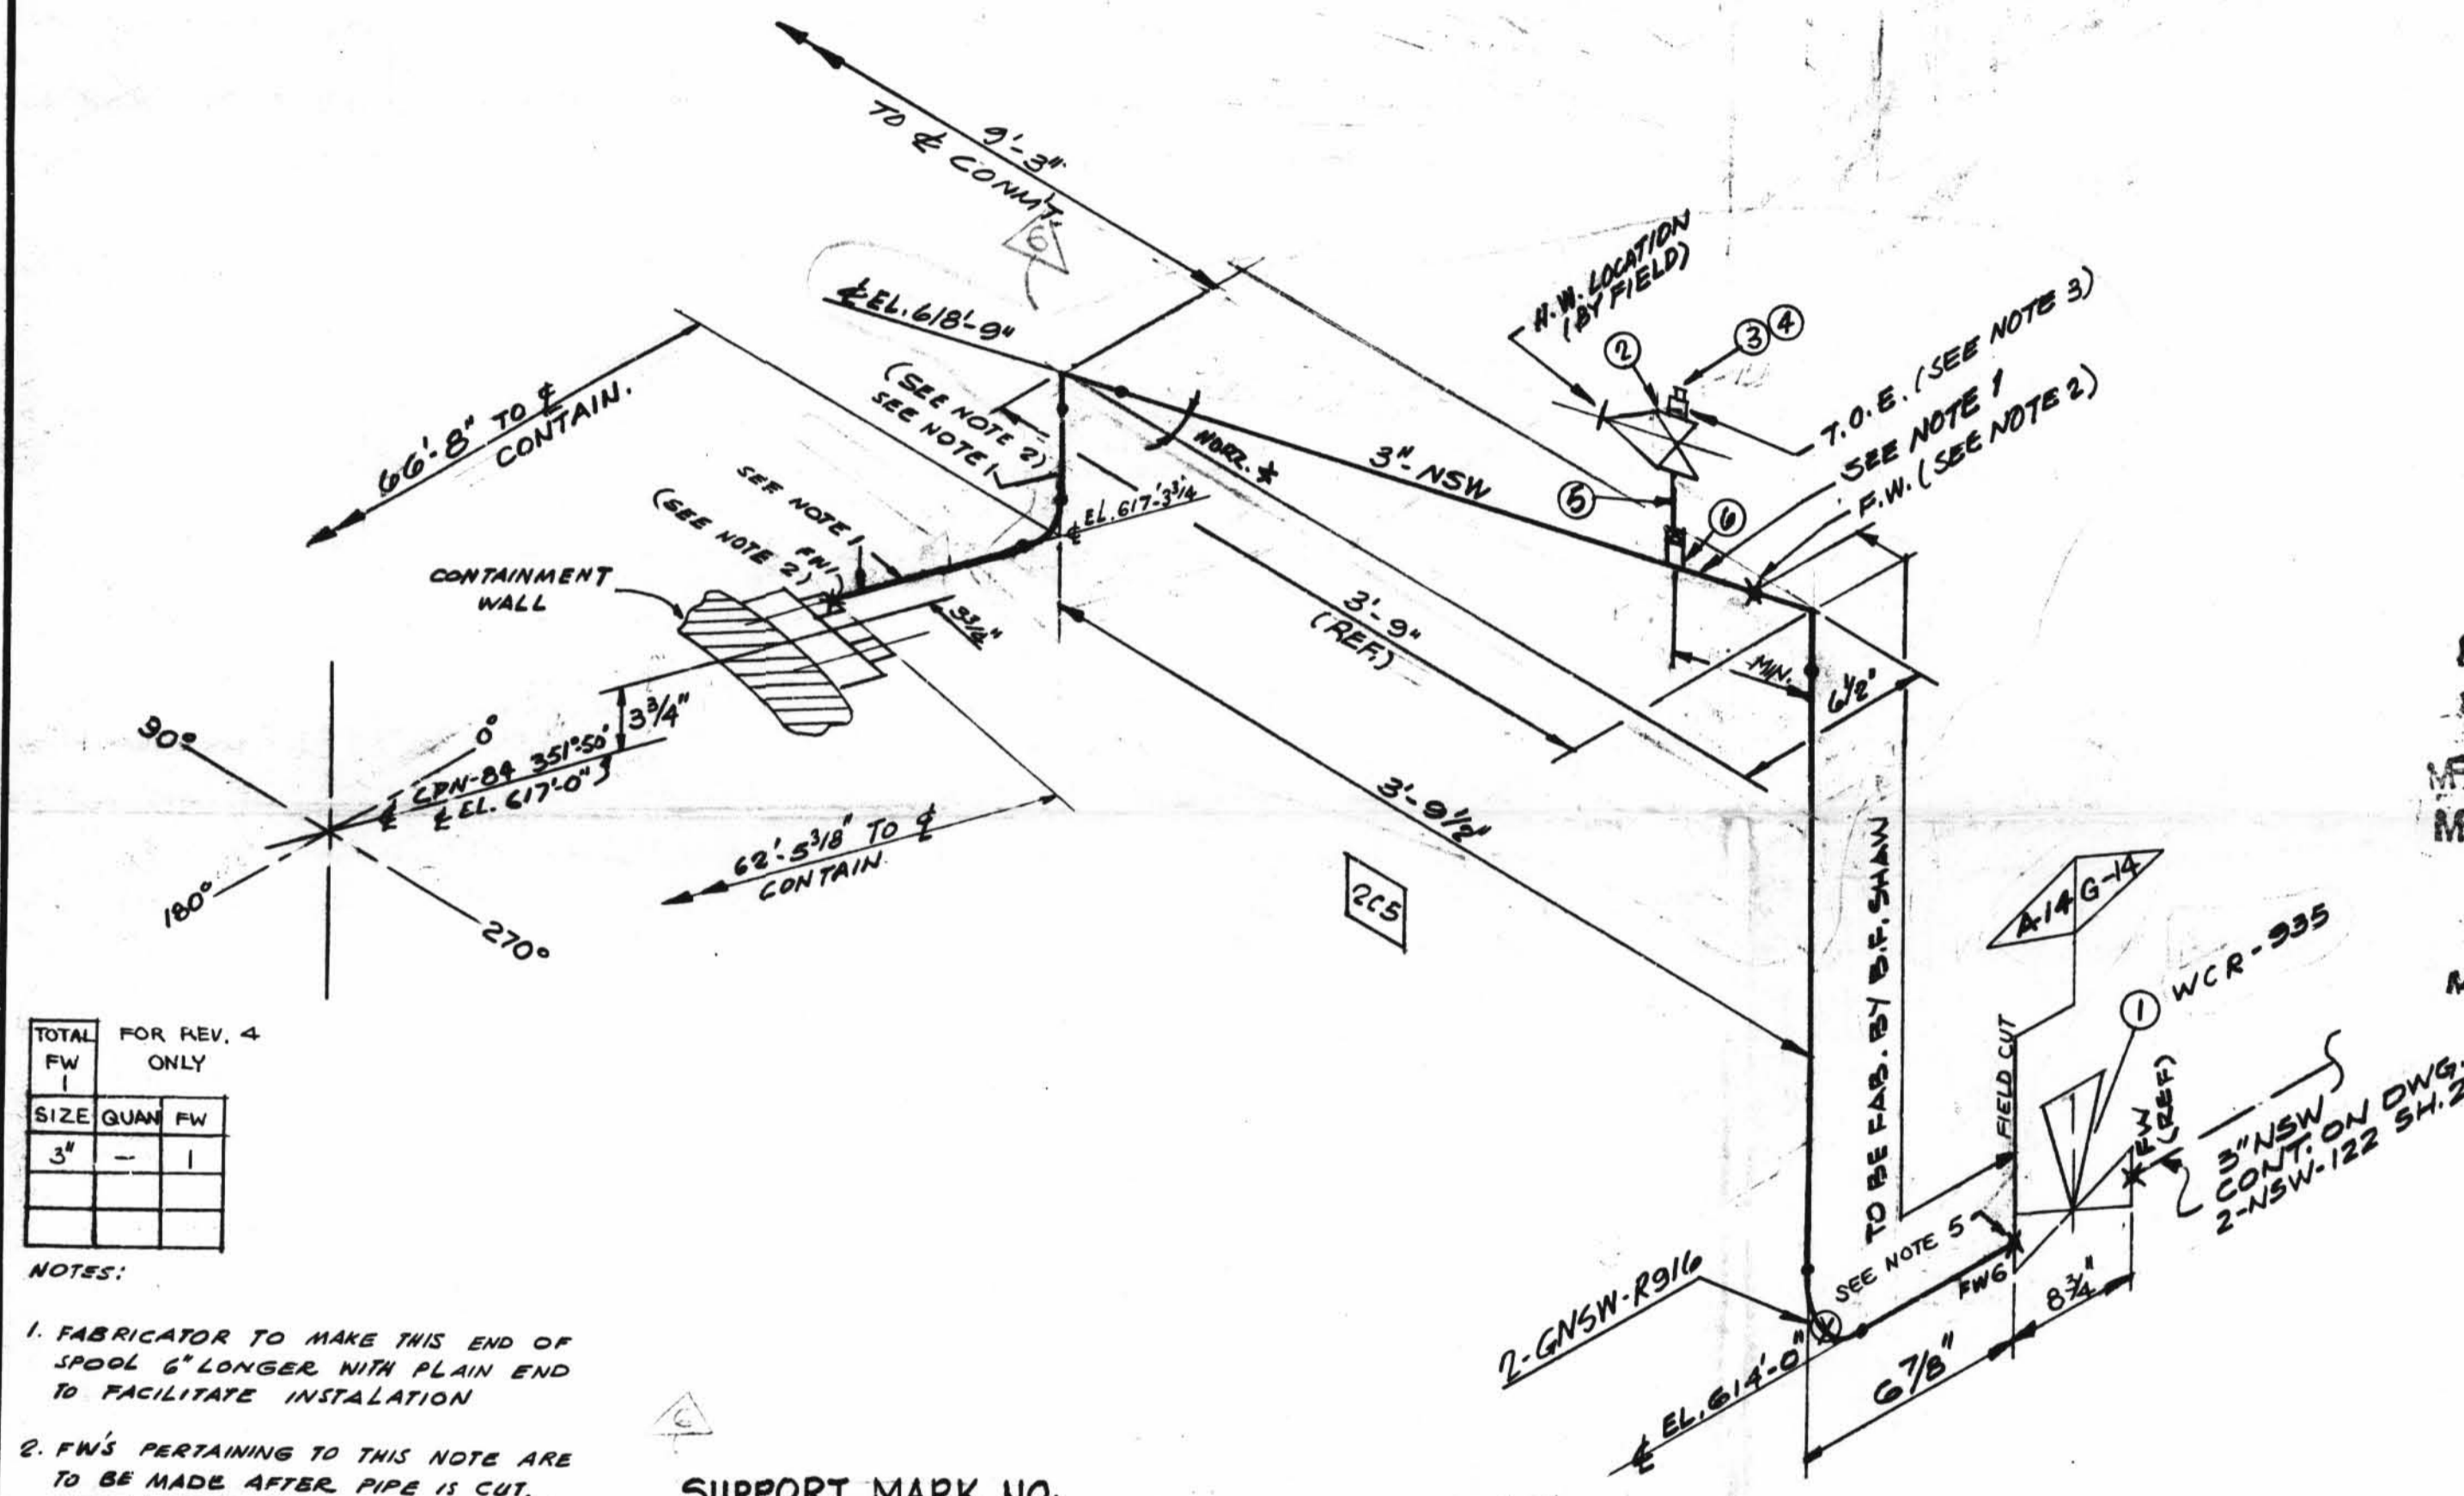 9'-3"
TO ℄ CONM'T.
6
℄ EL. 618'-9"
66'-8" TO ℄
CONTAIN.
(SEE NOTE 2)
SEE NOTE 1
HORZ.
3"-NSW
H.W. LOCATION
(BY FIELD)
2
3 4
T.O.E. (SEE NOTE 3)
SEE NOTE 1
F.W. (SEE NOTE 2)
5
6
SEE NOTE 1
FW1
(SEE NOTE 2)
℄ EL. 617'-3¾
CONTAINMENT
WALL
3¾"
3¾"
3'-9"
(REF.)
MIN.
6½"
90°
0°
180°
270°
℄ CPN-84 351°50'
℄ EL. 617'-0"
62'-5⅜" TO ℄
CONTAIN.
3'-9½"
2C5
TO BE FAB. BY B.F. SHAW
A-14 G-14
1 WCR-935
FIELD CUT
FW
(REF)
3" NSW
CONT. ON DWG.
2-NSW-122 SH.2
SEE NOTE 5
FW6
2-GNSW-R916
8¾"
6⅞"
℄ EL. 614'-0"
TOTAL FW 1
FOR REV. 4 ONLY
SIZE QUAN FW
3" - 1
NOTES:
1. FABRICATOR TO MAKE THIS END OF
SPOOL 6" LONGER WITH PLAIN END
TO FACILITATE INSTALATION
2. FW'S PERTAINING TO THIS NOTE ARE
TO BE MADE AFTER PIPE IS CUT.
SUPPORT MARK NO.